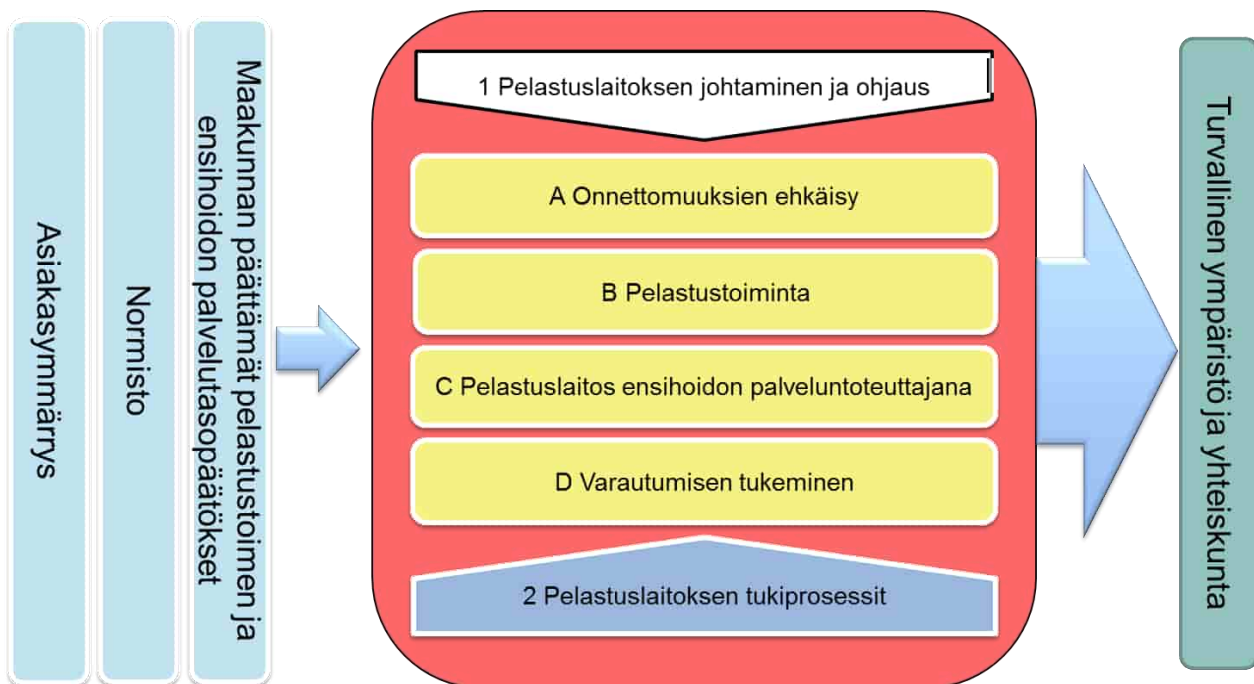 Asiakasymmärrys
Normisto
Maakunnan päättämät pelastustoimen ja
ensihoidon palvelutasopäätökset
1 Pelastuslaitoksen johtaminen ja ohjaus
A Onnettomuuksien ehkäisy
B Pelastustoiminta
C Pelastuslaitos ensihoidon palveluntoteuttajana
D Varautumisen tukeminen
2 Pelastuslaitoksen tukiprosessit
Turvallinen ympäristö ja yhteiskunta